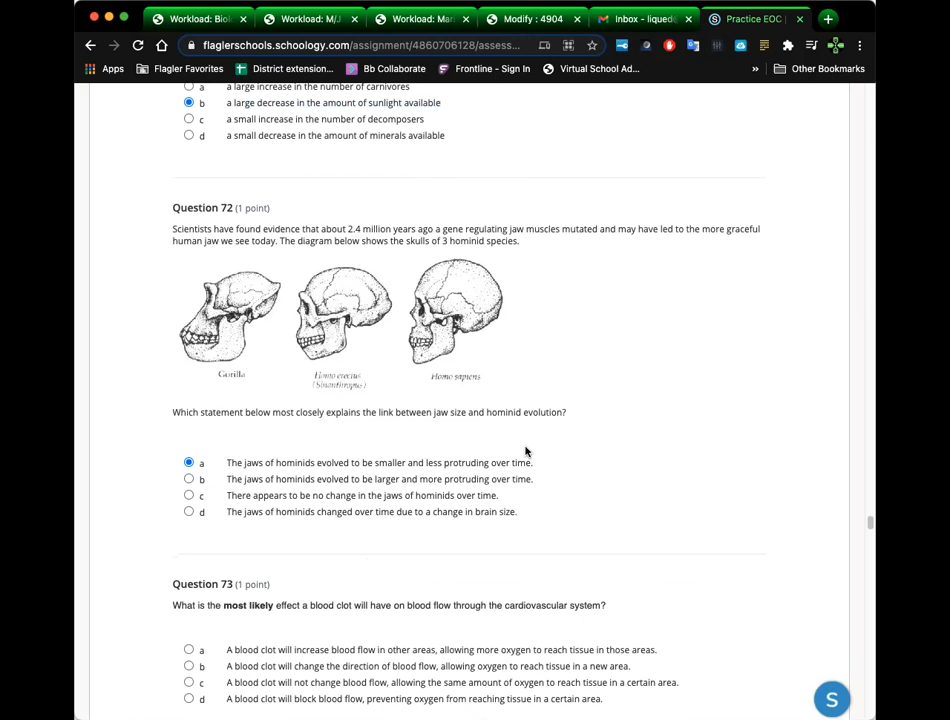 Workload: Biol
Workload: M/J
Workload: Man
Modify : 4904
Inbox - liquede
Practice EOC |
flaglerschools.schoology.com/assignment/4860706128/assess...
Apps
Flagler Favorites
District extension...
Bb Collaborate
Frontline - Sign In
Virtual School Ad...
»
Other Bookmarks
a a large increase in the number of carnivores
b a large decrease in the amount of sunlight available
c a small increase in the number of decomposers
d a small decrease in the amount of minerals available
Question 72 (1 point)
Scientists have found evidence that about 2.4 million years ago a gene regulating jaw muscles mutated and may have led to the more graceful
human jaw we see today. The diagram below shows the skulls of 3 hominid species.
Gorilla
Homo erectus
(Sinanthropus)
Homo sapiens
Which statement below most closely explains the link between jaw size and hominid evolution?
a The jaws of hominids evolved to be smaller and less protruding over time.
b The jaws of hominids evolved to be larger and more protruding over time.
c There appears to be no change in the jaws of hominids over time.
d The jaws of hominids changed over time due to a change in brain size.
Question 73 (1 point)
What is the most likely effect a blood clot will have on blood flow through the cardiovascular system?
a A blood clot will increase blood flow in other areas, allowing more oxygen to reach tissue in those areas.
b A blood clot will change the direction of blood flow, allowing oxygen to reach tissue in a new area.
c A blood clot will not change blood flow, allowing the same amount of oxygen to reach tissue in a certain area.
d A blood clot will block blood flow, preventing oxygen from reaching tissue in a certain area.
S